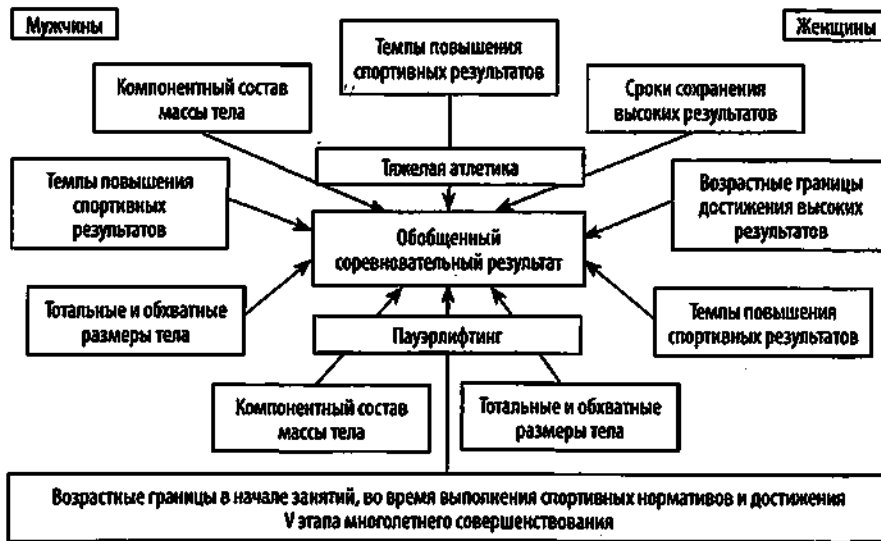 Мужчины
Женщины
Темпы повышения
спортивных результатов
Компонентный состав
массы тела
Сроки сохранения
высоких результатов
Тяжелая атлетика
Темпы повышения
спортивных
результатов
Возрастные границы
достижения высоких
результатов
Обобщенный
соревновательный результат
Тотальные и обхватные
размеры тела
Темпы повышения
спортивных результатов
Пауэрлифтинг
Компонентный состав
массы тела
Тотальные и обхватные
размеры тела
Возрастные границы в начале занятий, во время выполнения спортивных нормативов и достижения
V этапа многолетнего совершенствования